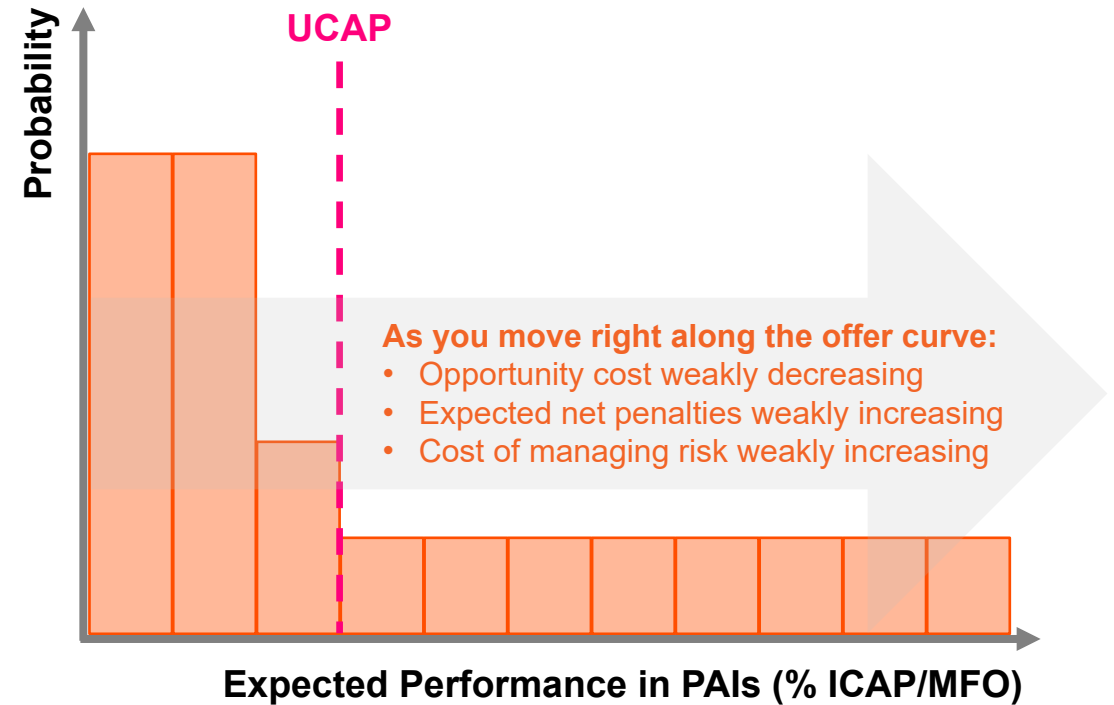 UCAP
Probability
As you move right along the offer curve:
• Opportunity cost weakly decreasing
• Expected net penalties weakly increasing
• Cost of managing risk weakly increasing
Expected Performance in PAIs (% ICAP/MFO)